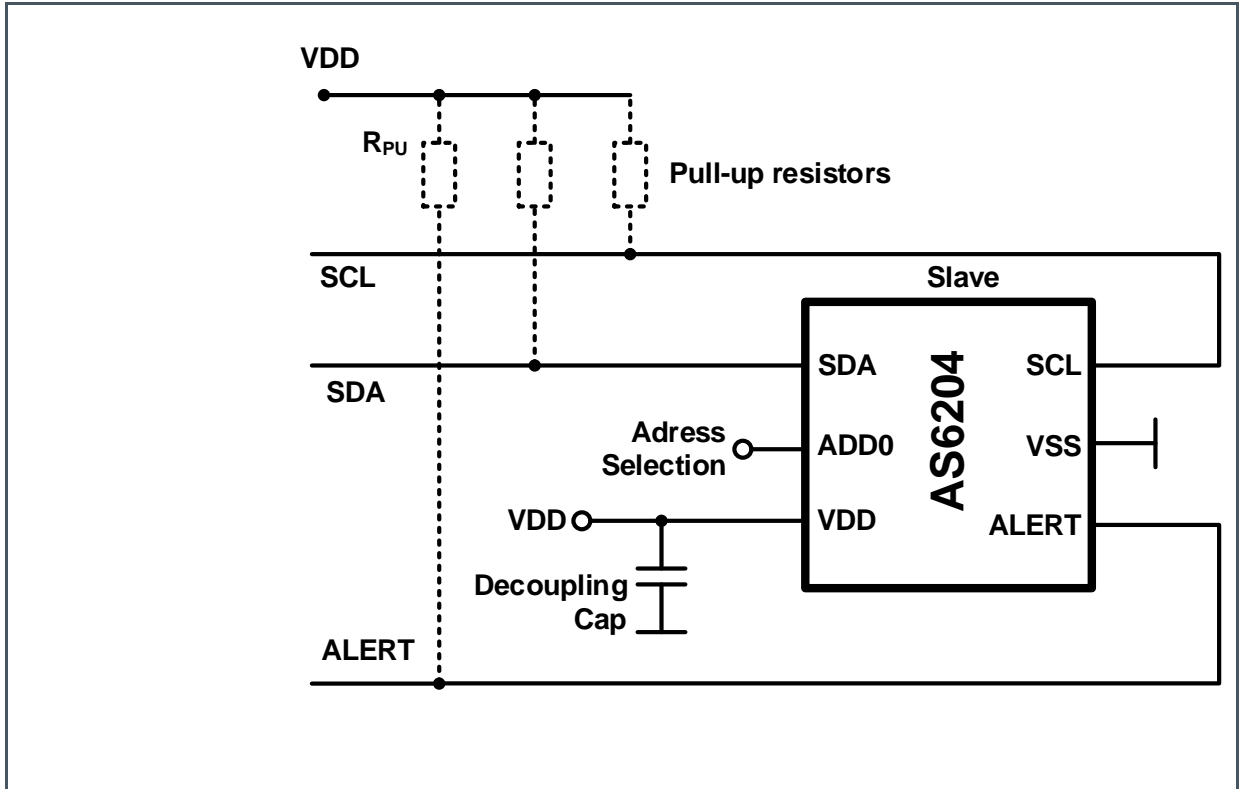 VDD
RPU
Pull-up resistors
SCL
Slave
SDA
SDA
SCL
AS6204
Adress
Selection
ADD0
VSS
VDD
VDD
ALERT
Decoupling
Cap
ALERT